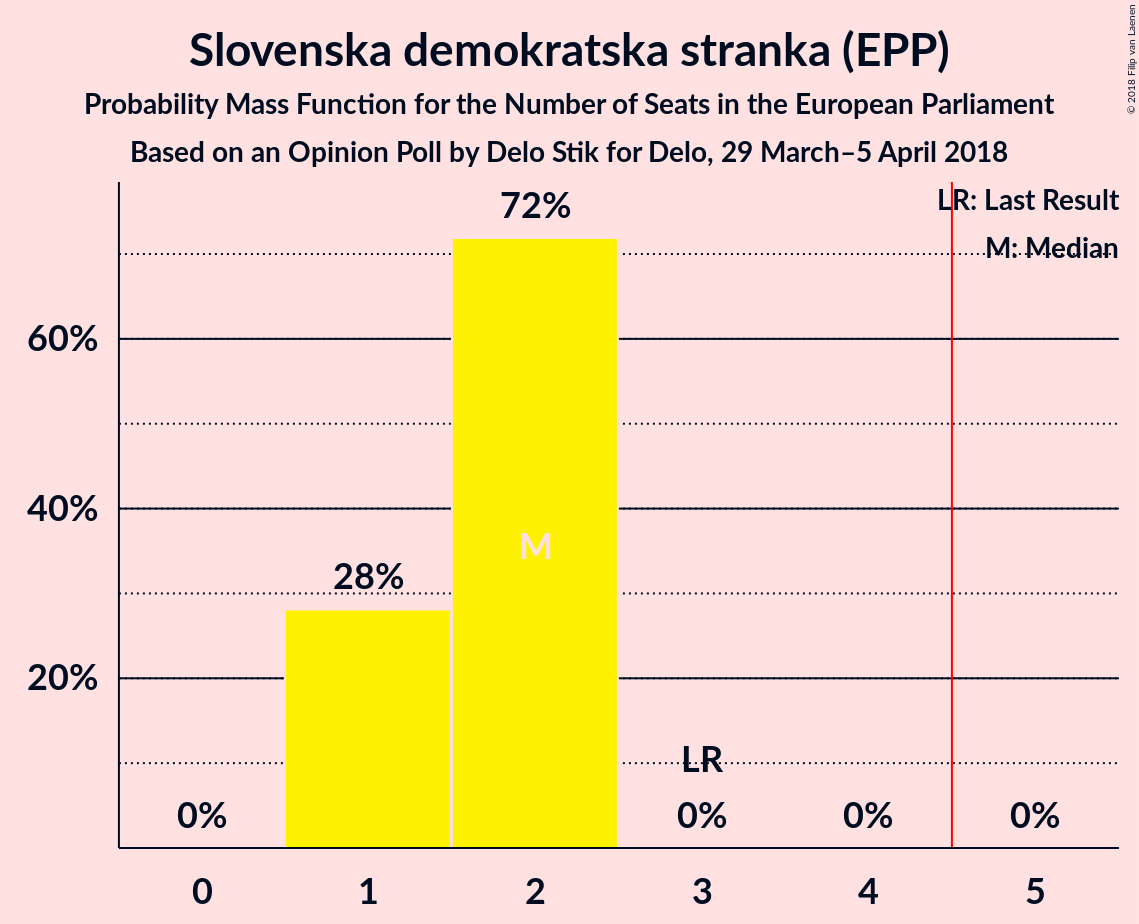 Slovenska demokratska stranka (EPP)
Probability Mass Function for the Number of Seats in the European Parliament
Based on an Opinion Poll by Delo Stik for Delo, 29 March–5 April 2018
© 2018 Filip van Laenen
LR: Last Result
M: Median
72%
60%
40%
M
28%
20%
LR
0%
0%
0%
0%
0
1
2
3
4
5